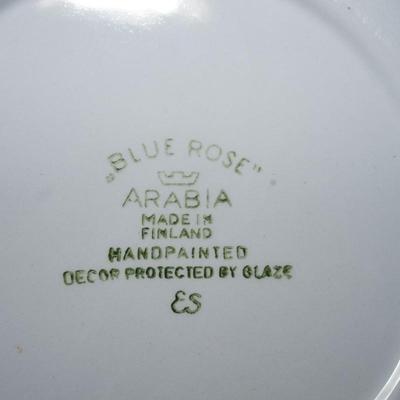 „BLUE ROSE”
ARABIA
MADE IN
FINLAND
HANDPAINTED
DECOR PROTECTED BY GLAZE
ES